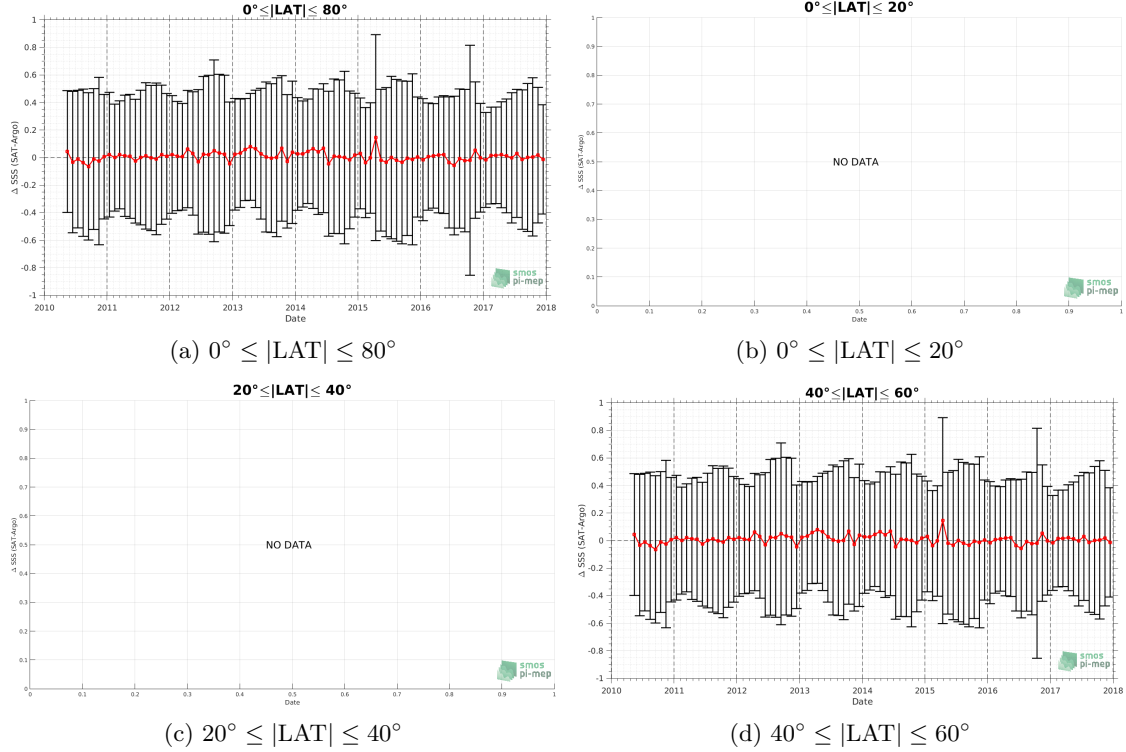 0°≤|LAT|≤ 80°
1
0.8
0.6
0.4
0.2
0
-0.2
-0.4
-0.6
-0.8
-1
Δ SSS (SAT-Argo)
2010 2011 2012 2013 2014 2015 2016 2017 2018
Date
smos
pi-mep
(a) 0° ≤ |LAT| ≤ 80°
0°≤|LAT|≤ 20°
1
0.9
0.8
0.7
0.6
0.5
0.4
0.3
0.2
0.1
0
Δ SSS (SAT-Argo)
NO DATA
0 0.1 0.2 0.3 0.4 0.5 0.6 0.7 0.8 0.9 1
Date
smos
pi-mep
(b) 0° ≤ |LAT| ≤ 20°
20°≤|LAT|≤ 40°
1
0.9
0.8
0.7
0.6
0.5
0.4
0.3
0.2
0.1
0
Δ SSS (SAT-Argo)
NO DATA
0 0.1 0.2 0.3 0.4 0.5 0.6 0.7 0.8 0.9 1
Date
smos
pi-mep
(c) 20° ≤ |LAT| ≤ 40°
40°≤|LAT|≤ 60°
1
0.8
0.6
0.4
0.2
0
-0.2
-0.4
-0.6
-0.8
-1
Δ SSS (SAT-Argo)
2010 2011 2012 2013 2014 2015 2016 2017 2018
Date
smos
pi-mep
(d) 40° ≤ |LAT| ≤ 60°